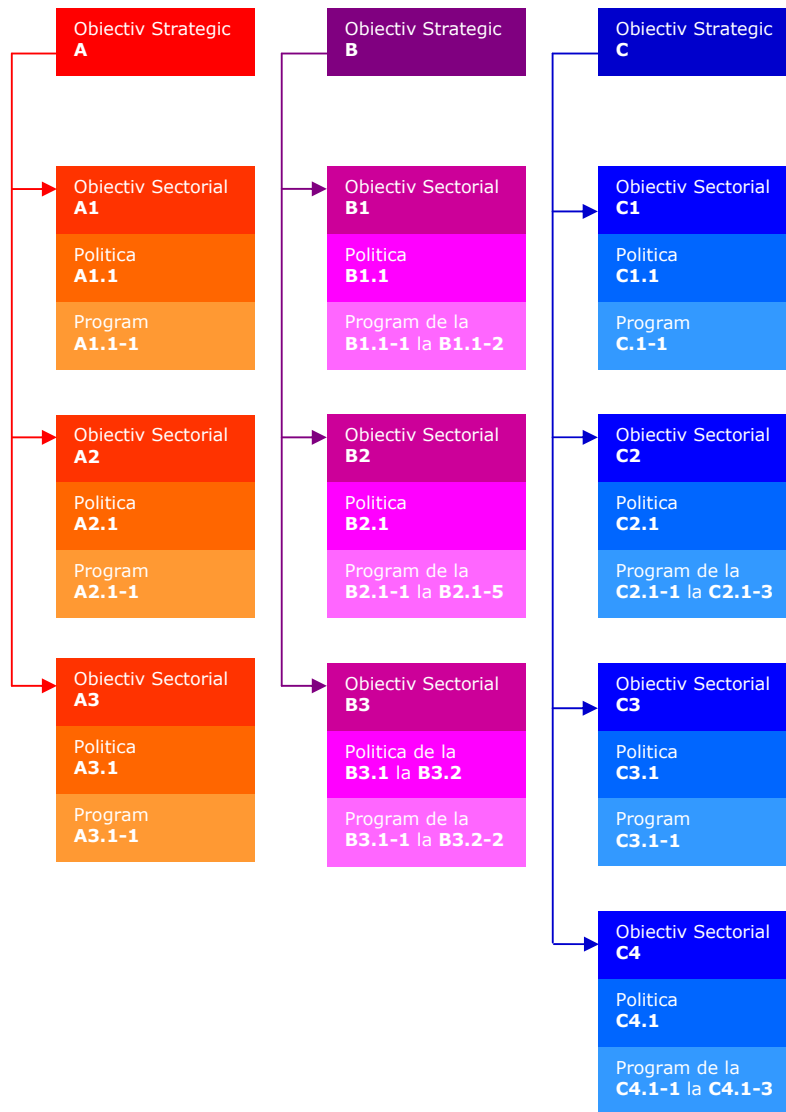 Obiectiv Strategic
A
Obiectiv Sectorial
A1
Politica
A1.1
Program
A1.1-1
Obiectiv Sectorial
A2
Politica
A2.1
Program
A2.1-1
Obiectiv Sectorial
A3
Politica
A3.1
Program
A3.1-1
Obiectiv Strategic
B
Obiectiv Sectorial
B1
Politica
B1.1
Program de la
B1.1-1 la B1.1-2
Obiectiv Sectorial
B2
Politica
B2.1
Program de la
B2.1-1 la B2.1-5
Obiectiv Sectorial
B3
Politica de la
B3.1 la B3.2
Program de la
B3.1-1 la B3.2-2
Obiectiv Strategic
C
Obiectiv Sectorial
C1
Politica
C1.1
Program
C.1-1
Obiectiv Sectorial
C2
Politica
C2.1
Program de la
C2.1-1 la C2.1-3
Obiectiv Sectorial
C3
Politica
C3.1
Program
C3.1-1
Obiectiv Sectorial
C4
Politica
C4.1
Program de la
C4.1-1 la C4.1-3